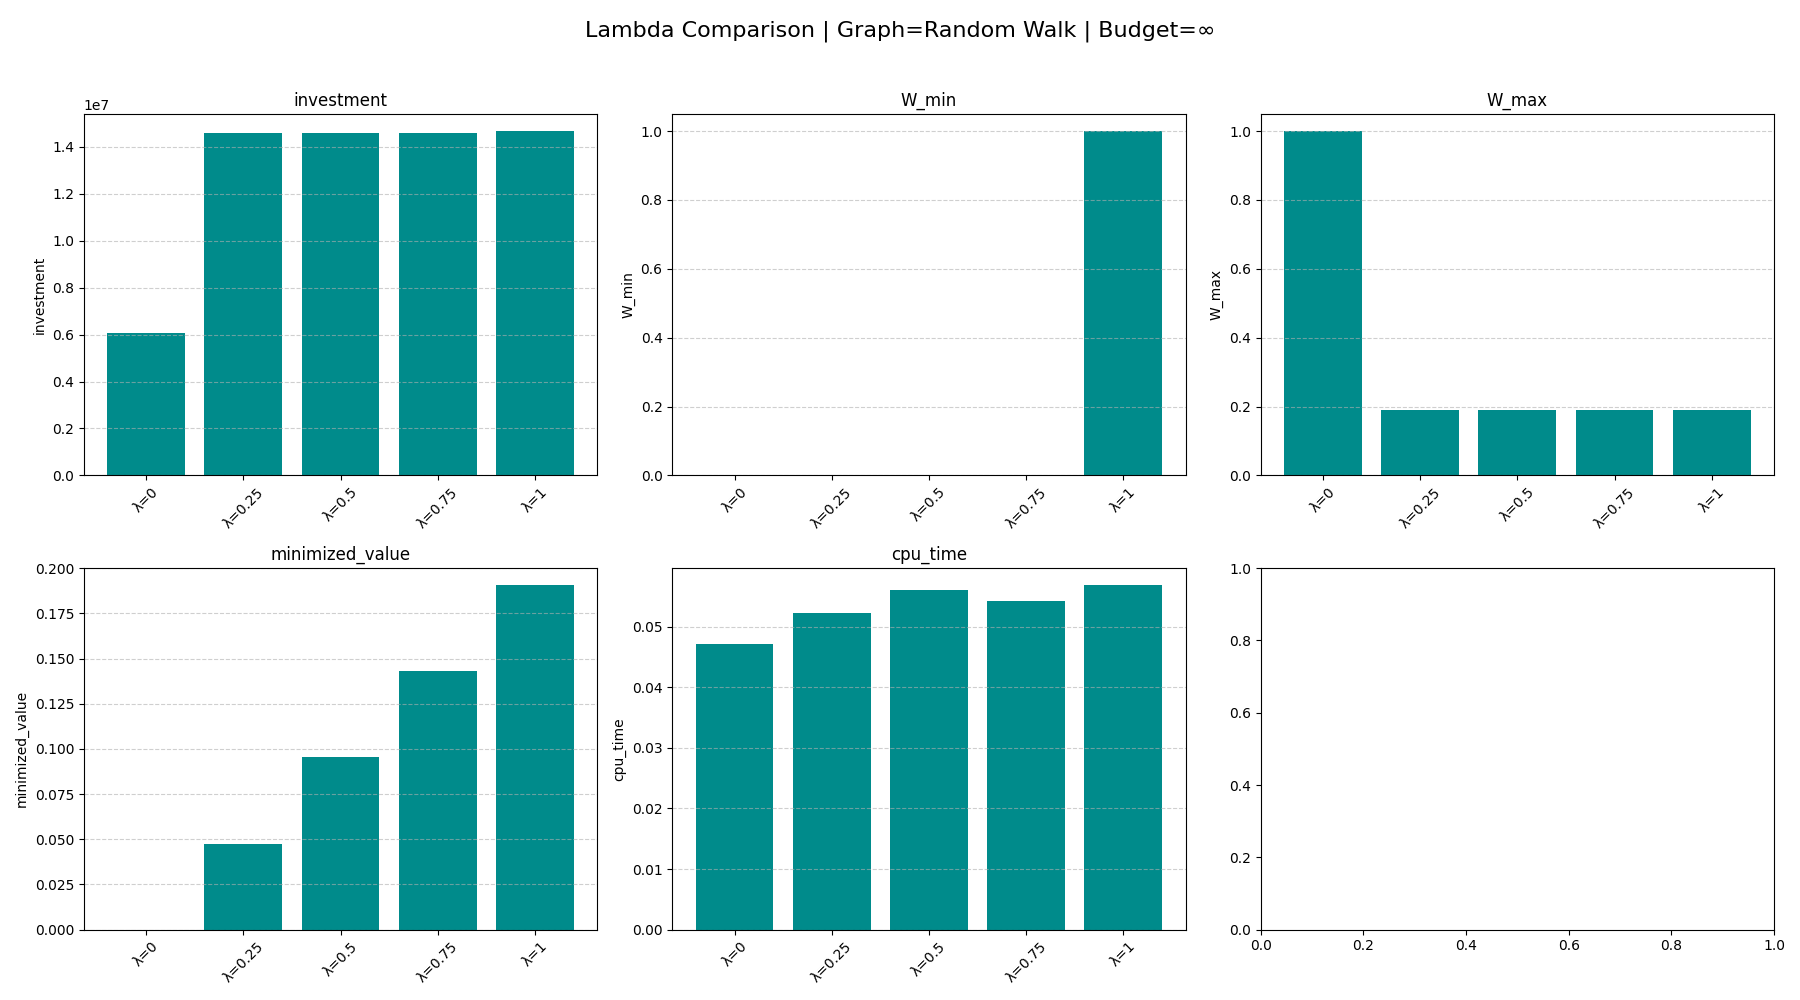 Lambda Comparison | Graph=Random Walk | Budget=∞
investment
1e7
1.4
1.2
1.0
0.8
0.6
0.4
0.2
0.0
investment
λ=0
λ=0.25
λ=0.5
λ=0.75
λ=1
W_min
1.0
0.8
0.6
0.4
0.2
0.0
W_min
λ=0
λ=0.25
λ=0.5
λ=0.75
λ=1
W_max
1.0
0.8
0.6
0.4
0.2
0.0
W_max
λ=0
λ=0.25
λ=0.5
λ=0.75
λ=1
minimized_value
0.200
0.175
0.150
0.125
0.100
0.075
0.050
0.025
0.000
minimized_value
λ=0
λ=0.25
λ=0.5
λ=0.75
λ=1
cpu_time
0.05
0.04
0.03
0.02
0.01
0.00
cpu_time
λ=0
λ=0.25
λ=0.5
λ=0.75
λ=1
1.0
0.8
0.6
0.4
0.2
0.0
0.0 0.2 0.4 0.6 0.8 1.0